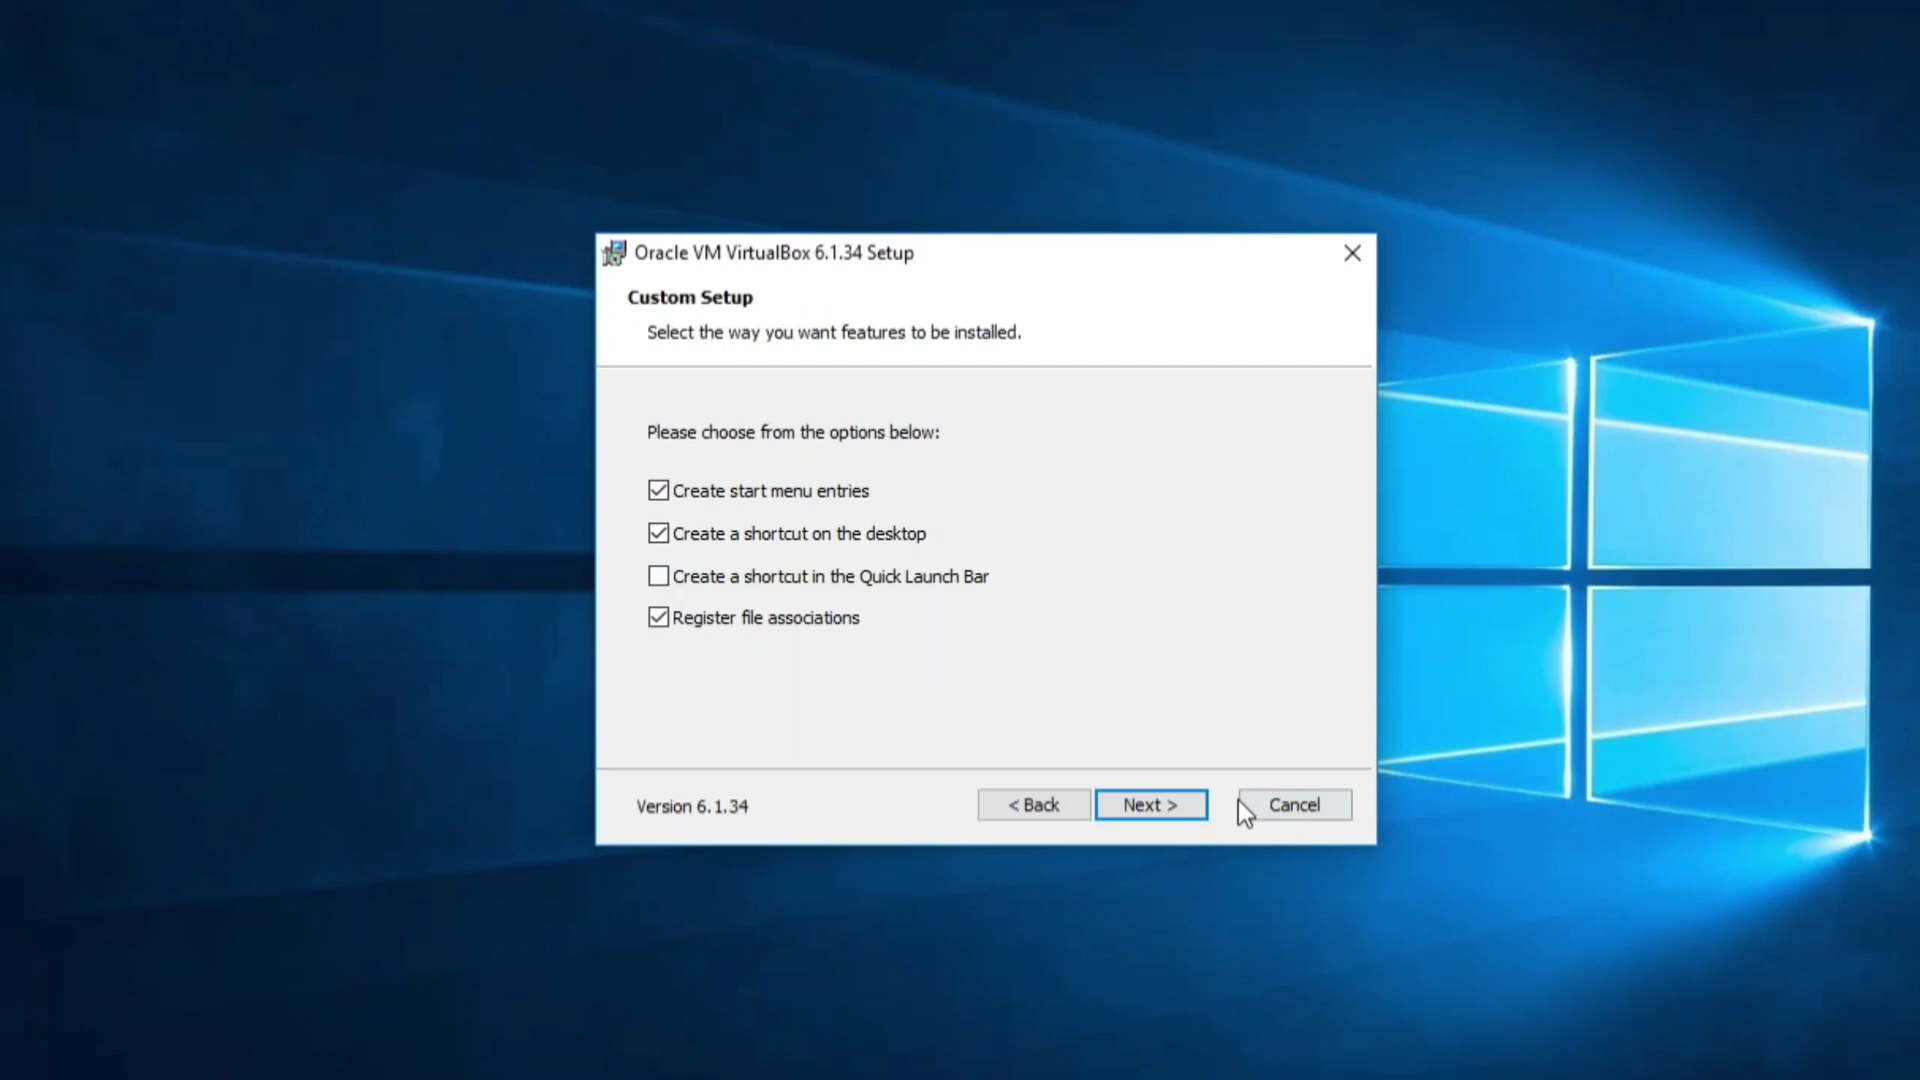 Oracle VM VirtualBox 6.1.34 Setup
Custom Setup
Select the way you want features to be installed.
Please choose from the options below:
Create start menu entries
Create a shortcut on the desktop
Create a shortcut in the Quick Launch Bar
Register file associations
Version 6.1.34
< Back
Next >
Cancel